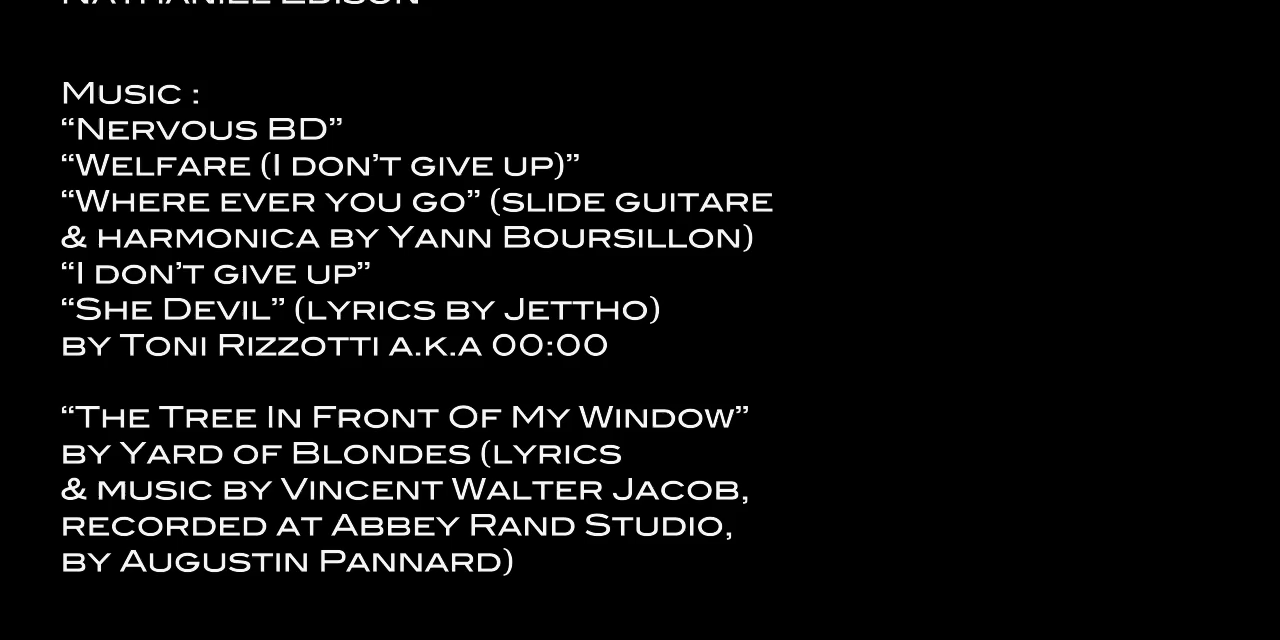 Nathaniel Edison
Music :
“Nervous BD”
“Welfare (I don’t give up)”
“Where ever you go” (slide guitare
& harmonica by Yann Boursillon)
“I don’t give up”
“She Devil” (lyrics by Jettho)
by Toni Rizzotti a.k.a 00:00
“The Tree In Front Of My Window”
by Yard of Blondes (lyrics
& music by Vincent Walter Jacob,
recorded at Abbey Rand Studio,
by Augustin Pannard)